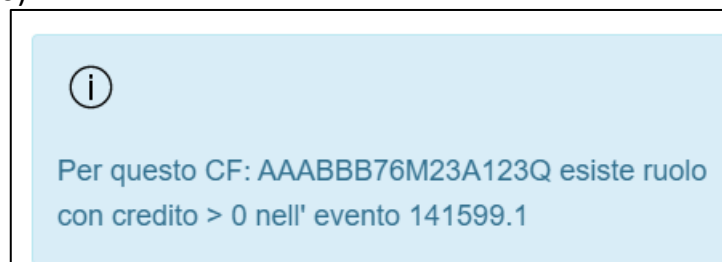 Per questo CF: AAABBB76M23A123Q esiste ruolo
con credito > 0 nell' evento 141599.1